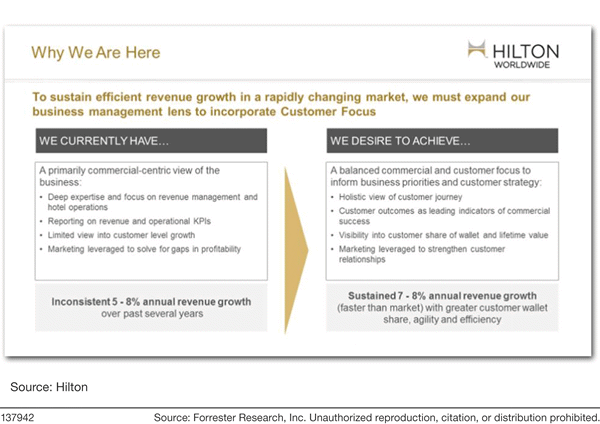 Why We Are Here
HILTON
WORLDWIDE
To sustain efficient revenue growth in a rapidly changing market, we must expand our
business management lens to incorporate Customer Focus
WE CURRENTLY HAVE…
A primarily commercial-centric view of the
business:
• Deep expertise and focus on revenue management and
hotel operations
• Reporting on revenue and operational KPIs
• Limited view into customer level growth
• Marketing leveraged to solve for gaps in profitability
Inconsistent 5 - 8% annual revenue growth
over past several years
WE DESIRE TO ACHIEVE…
A balanced commercial and customer focus to
inform business priorities and customer strategy:
• Holistic view of customer journey
• Customer outcomes as leading indicators of commercial
success
• Visibility into customer share of wallet and lifetime value
• Marketing leveraged to strengthen customer
relationships
Sustained 7 - 8% annual revenue growth
(faster than market) with greater customer wallet
share, agility and efficiency
Source: Hilton
137942
Source: Forrester Research, Inc. Unauthorized reproduction, citation, or distribution prohibited.